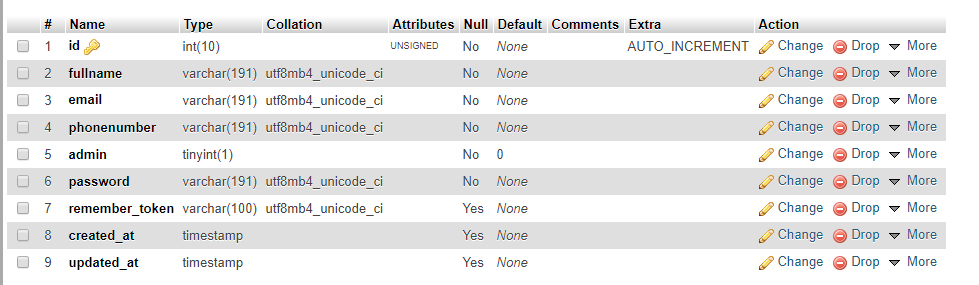 # Name Type Collation Attributes Null Default Comments Extra Action
1 id int(10) UNSIGNED No None AUTO_INCREMENT Change Drop More
2 fullname varchar(191) utf8mb4_unicode_ci No None Change Drop More
3 email varchar(191) utf8mb4_unicode_ci No None Change Drop More
4 phonenumber varchar(191) utf8mb4_unicode_ci No None Change Drop More
5 admin tinyint(1) No 0 Change Drop More
6 password varchar(191) utf8mb4_unicode_ci No None Change Drop More
7 remember_token varchar(100) utf8mb4_unicode_ci Yes None Change Drop More
8 created_at timestamp Yes None Change Drop More
9 updated_at timestamp Yes None Change Drop More